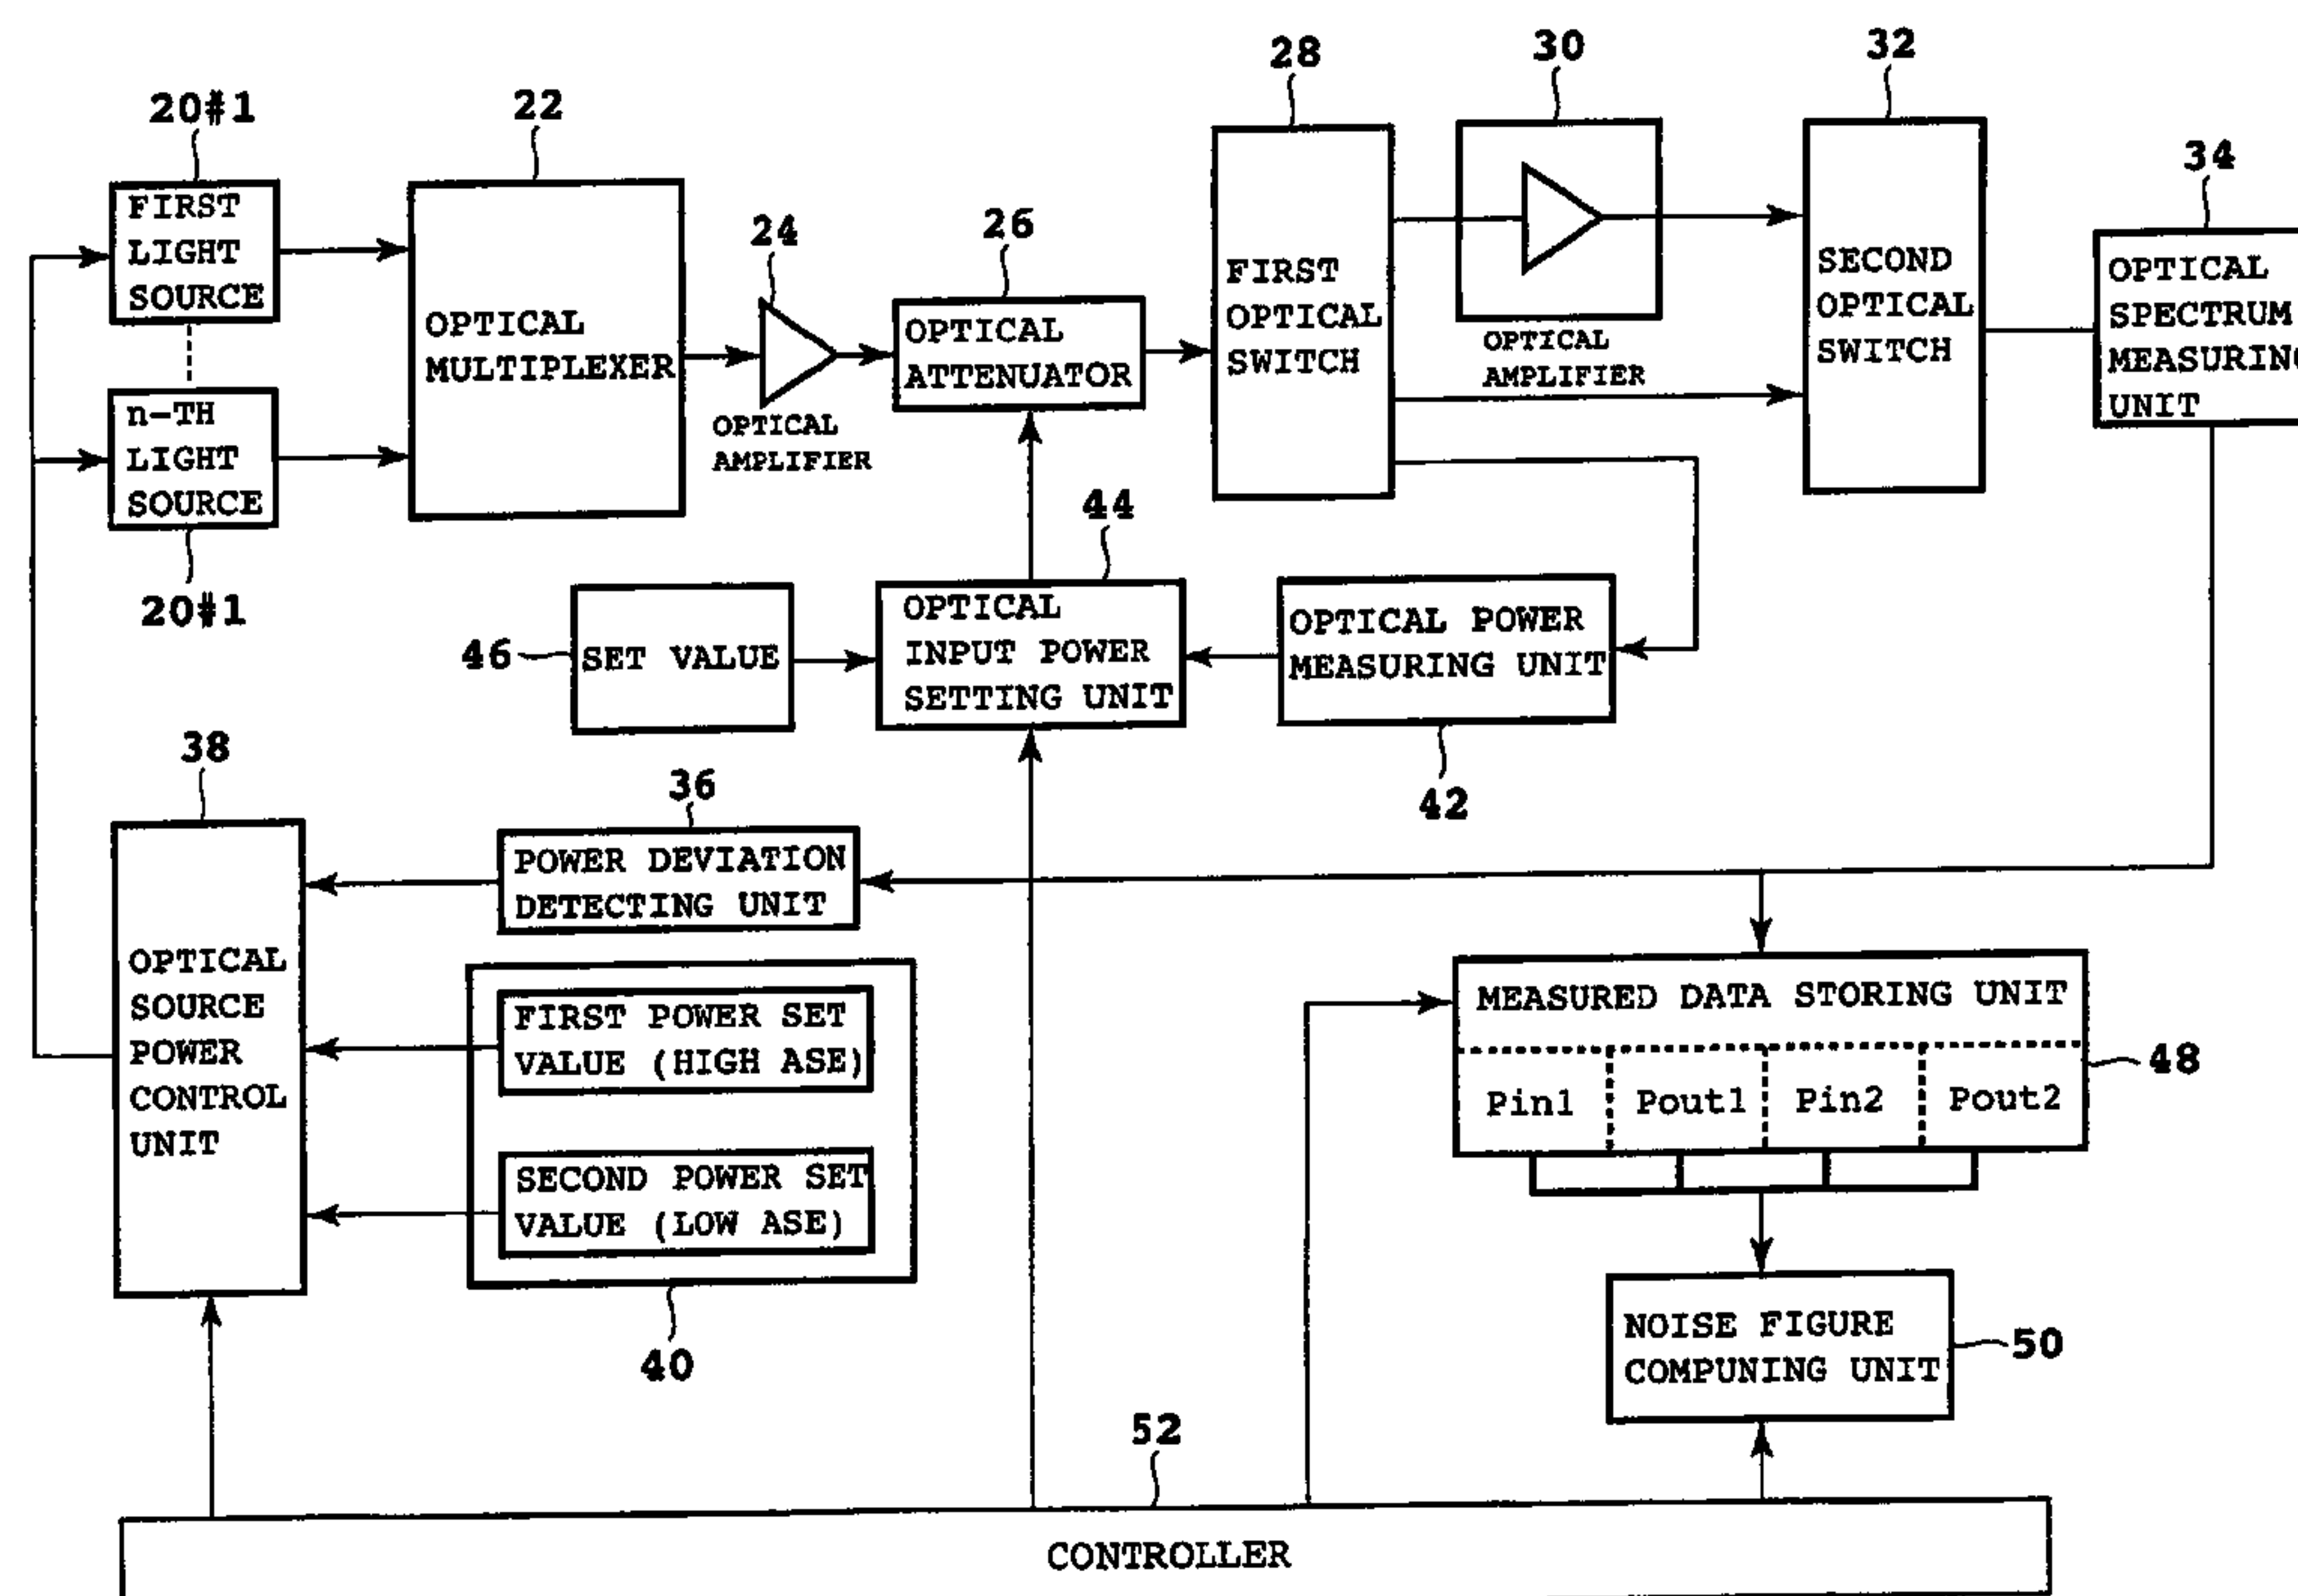 28
30
32
20#1
22
34
24
26
FIRST
LIGHT
SOURCE
OPTICAL
MULTIPLEXER
OPTICAL
AMPLIFIER
OPTICAL
ATTENUATOR
FIRST
OPTICAL
SWITCH
OPTICAL
AMPLIFIER
SECOND
OPTICAL
SWITCH
OPTICAL
SPECTRUM
MEASURING
UNIT
n-TH
LIGHT
SOURCE
20#1
44
46
SET VALUE
OPTICAL
INPUT POWER
SETTING UNIT
OPTICAL POWER
MEASURING UNIT
42
38
36
POWER DEVIATION
DETECTING UNIT
OPTICAL
SOURCE
POWER
CONTROL
UNIT
FIRST POWER SET
VALUE (HIGH ASE)
SECOND POWER SET
VALUE (LOW ASE)
40
MEASURED DATA STORING UNIT
Pin1
Pout1
Pin2
Pout2
48
NOISE FIGURE
COMPUNING UNIT
50
52
CONTROLLER